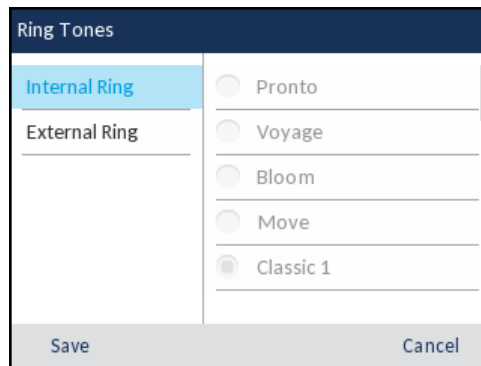 Ring Tones
Internal Ring
External Ring
Pronto
Voyage
Bloom
Move
Classic 1
Save
Cancel